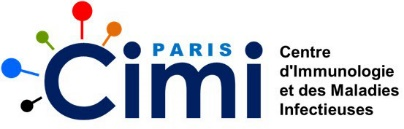 PARIS
Cimi
Centre
d'Immunologie
et des Maladies
Infectieuses